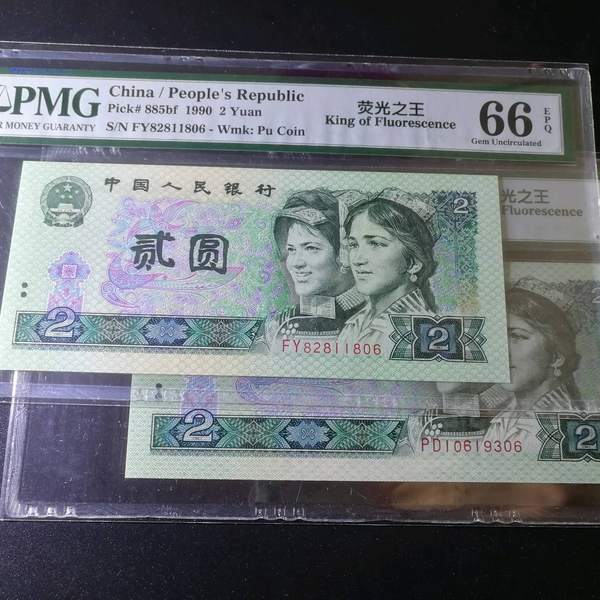 PMG
R MONEY GUARANTY
China / People's Republic
Pick# 885bf 1990 2 Yuan
S/N FY82811806 - Wmk: Pu Coin
荧光之王
King of Fluorescence
66 EPQ
Gem Uncirculated
光之王
Fluorescence
中国人民银行
贰圆
2
2
FY82811806
2
2
PD10619306
2